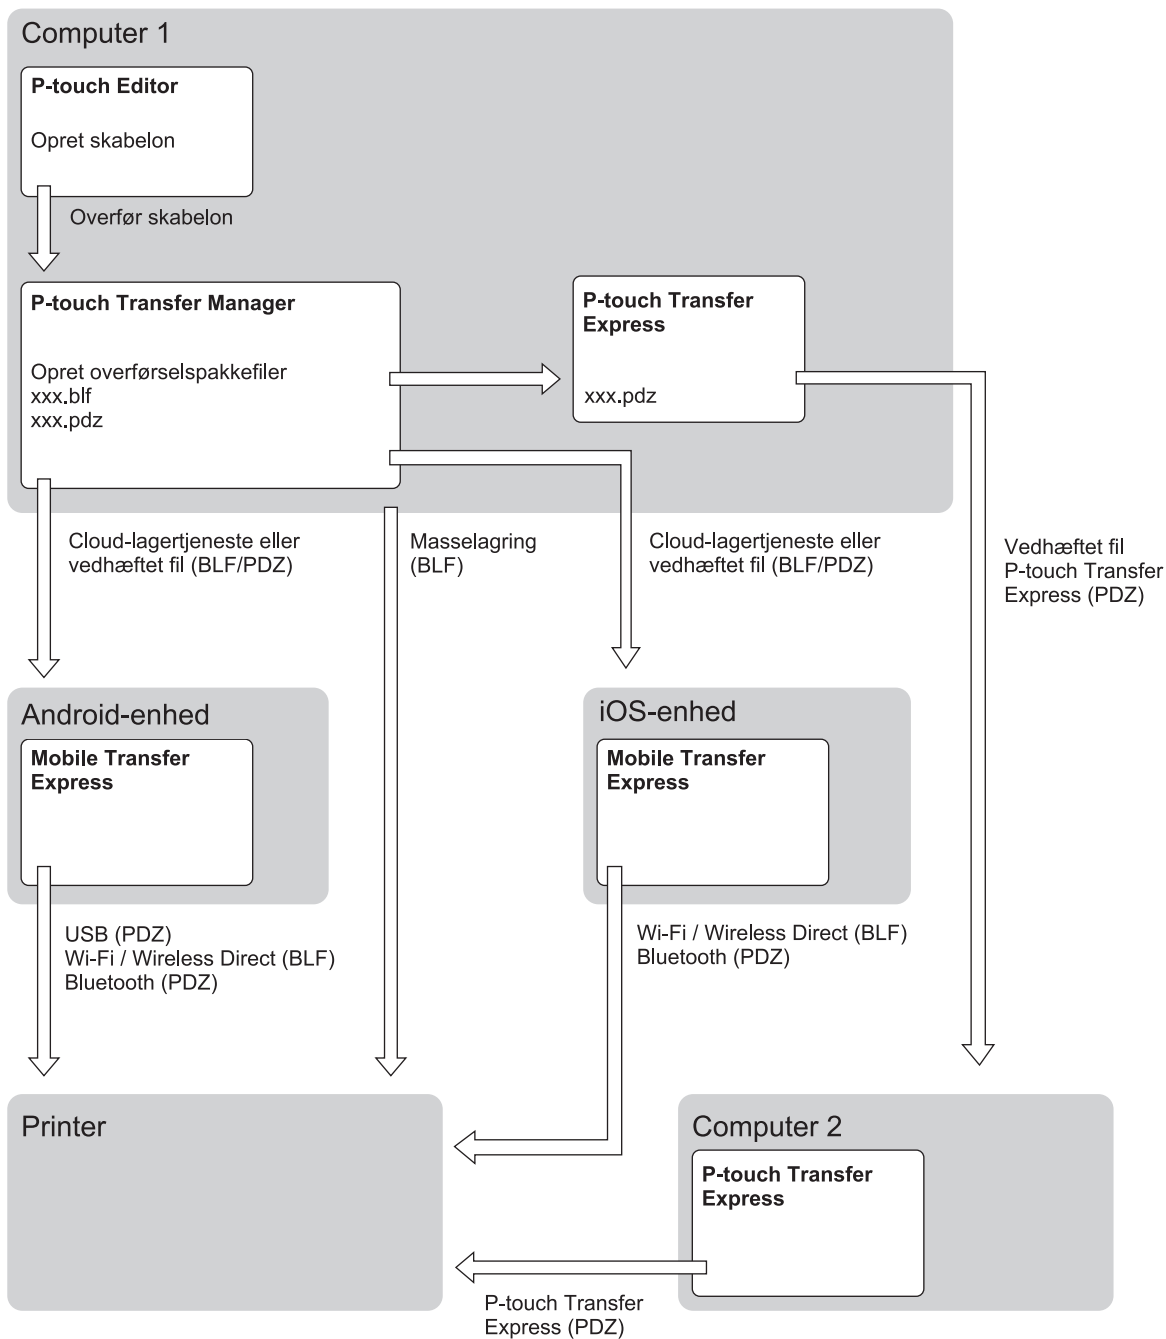 Computer 1
P-touch Editor
Opret skabelon
Overfør skabelon
P-touch Transfer Manager
Opret overførselspakkefiler
xxx.blf
xxx.pdz
P-touch Transfer
Express
xxx.pdz
Cloud-lagertjeneste eller
vedhæftet fil (BLF/PDZ)
Masselagring
(BLF)
Cloud-lagertjeneste eller
vedhæftet fil (BLF/PDZ)
Vedhæftet fil
P-touch Transfer
Express (PDZ)
Android-enhed
Mobile Transfer
Express
iOS-enhed
Mobile Transfer
Express
USB (PDZ)
Wi-Fi / Wireless Direct (BLF)
Bluetooth (PDZ)
Wi-Fi / Wireless Direct (BLF)
Bluetooth (PDZ)
Printer
Computer 2
P-touch Transfer
Express
P-touch Transfer
Express (PDZ)